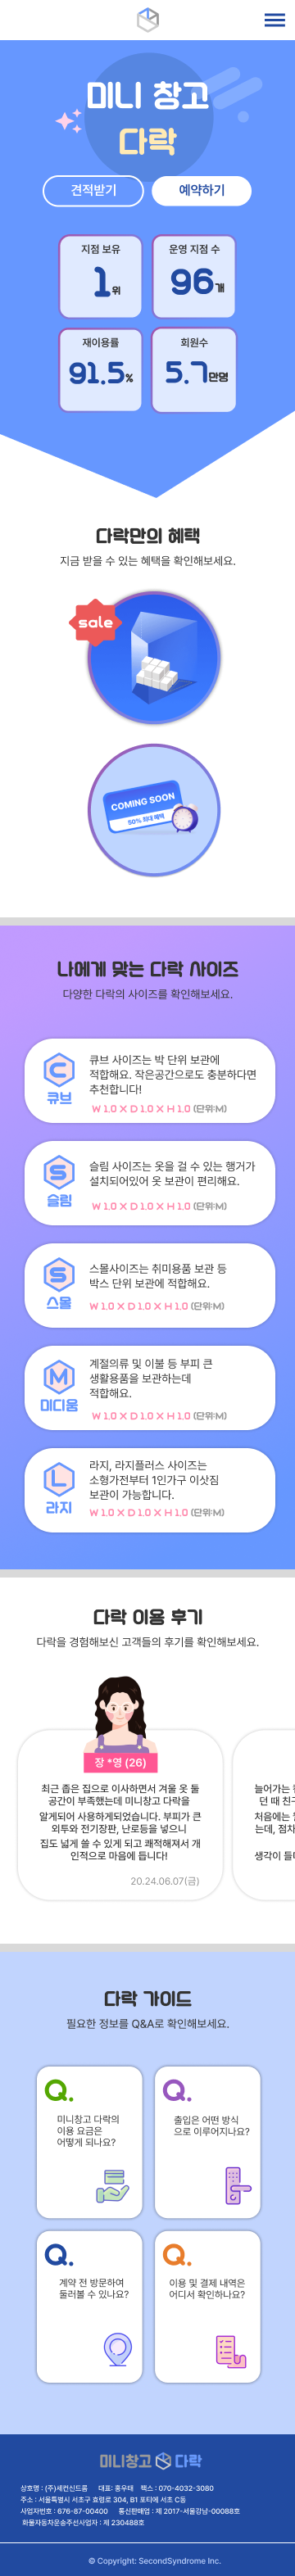 미니 창고
다락
견적받기
예약하기
지점 보유
1위
운영 지점 수
96개
재이용률
91.5%
회원수
5.7만명
다락만의 혜택
지금 받을 수 있는 혜택을 확인해보세요.
sale
COMING SOON
50% 최대 혜택
나에게 맞는 다락 사이즈
다양한 다락의 사이즈를 확인해보세요.
C
큐브
큐브 사이즈는 박 단위 보관에
적합해요. 작은공간으로도 충분하다면
추천합니다!
W 1.0 X D 1.0 X H 1.0 (단위:M)
S
슬림
슬림 사이즈는 옷을 걸 수 있는 행거가
설치되어있어 옷 보관이 편리해요.
W 1.0 X D 1.0 X H 1.0 (단위:M)
S
스몰
스몰사이즈는 취미용품 보관 등
박스 단위 보관에 적합해요.
W 1.0 X D 1.0 X H 1.0 (단위:M)
M
미디움
계절의류 및 이불 등 부피 큰
생활용품을 보관하는데
적합해요.
W 1.0 X D 1.0 X H 1.0 (단위:M)
L
라지
라지, 라지플러스 사이즈는
소형가전부터 1인가구 이삿짐
보관이 가능합니다.
W 1.0 X D 1.0 X H 1.0 (단위:M)
다락 이용 후기
다락을 경험해보신 고객들의 후기를 확인해보세요.
장 *영 (26)
최근 좁은 집으로 이사하면서 겨울 옷 둘
공간이 부족했는데 미니창고 다락을
알게되어 사용하게되었습니다. 부피가 큰
외투와 전기장판, 난로등을 넣으니
집도 넓게 쓸 수 있게 되고 쾌적해져서 개
인적으로 마음에 듭니다!
20.24.06.07(금)
늘어가는
던 때 친구
처음에는
는데, 점차
생각이 들
다락 가이드
필요한 정보를 Q&A로 확인해보세요.
Q.
미니창고 다락의
이용 요금은
어떻게 되나요?
Q.
출입은 어떤 방식
으로 이루어지나요?
Q.
계약 전 방문하여
둘러볼 수 있나요?
Q.
이용 및 결제 내역은
어디서 확인하나요?
미니창고 다락
상호명 : (주)세컨신드롬 대표: 홍우태 팩스 : 070-4032-3080
주소 : 서울특별시 서초구 효령로 304, B1 포티에 서초 C동
사업자번호 : 676-87-00400 통신판매업 : 제 2017-서울강남-00088호
화물자동차운송주선사업자 : 제 230488호
© Copyright: SecondSyndrome Inc.